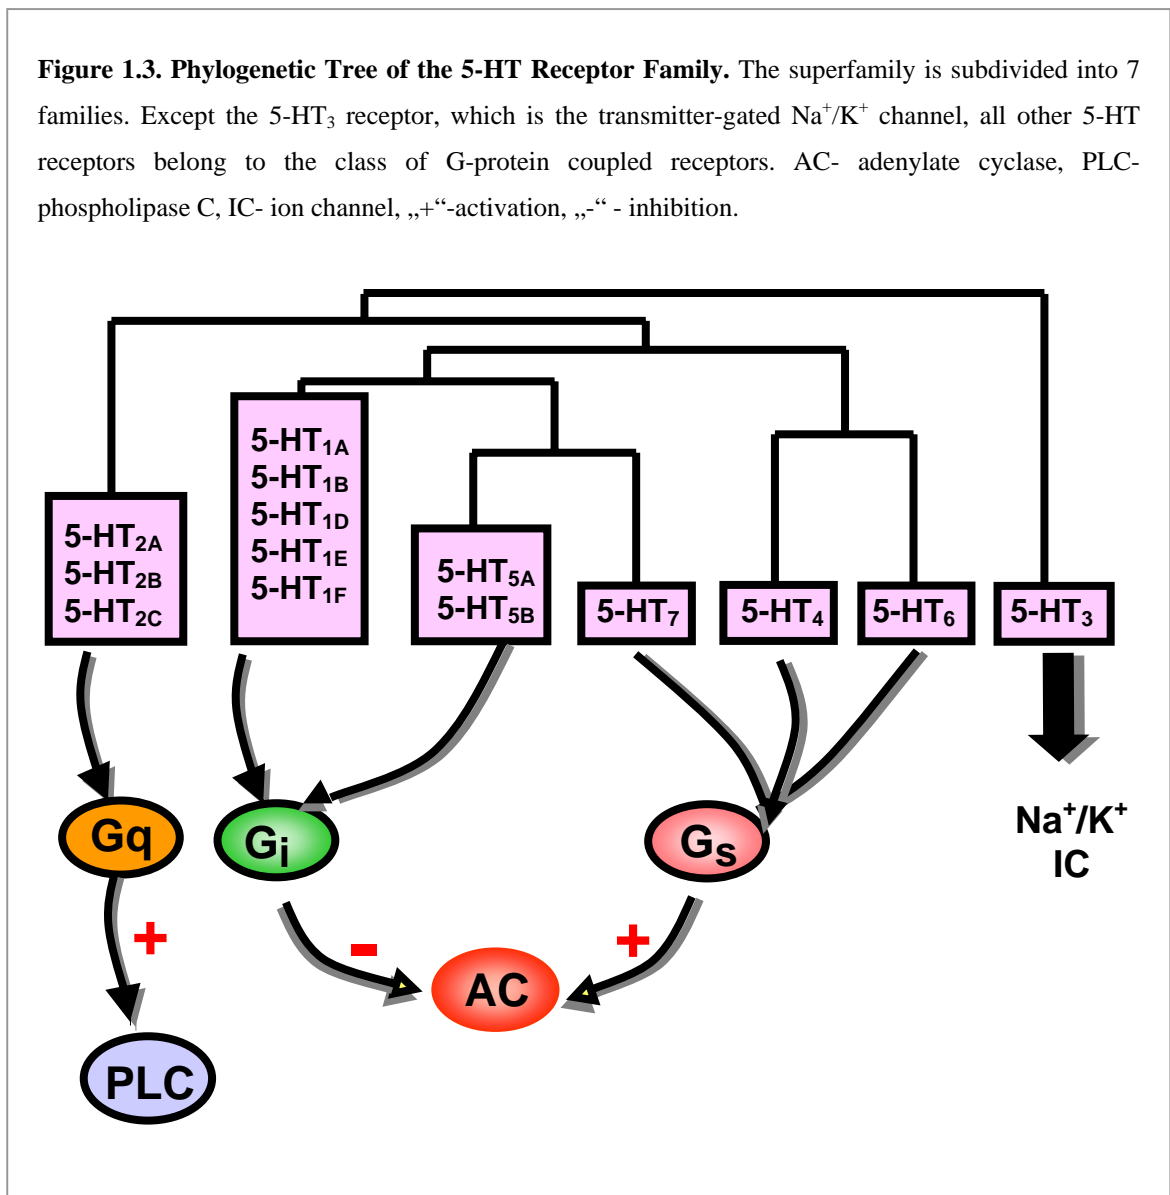 Figure 1.3. Phylogenetic Tree of the 5-HT Receptor Family. The superfamily is subdivided into 7
families. Except the 5-HT₃ receptor, which is the transmitter-gated Na⁺/K⁺ channel, all other 5-HT
receptors belong to the class of G-protein coupled receptors. AC- adenylate cyclase, PLC-
phospholipase C, IC- ion channel, „+“-activation, „-“ - inhibition.
5-HT2A
5-HT2B
5-HT2C
5-HT1A
5-HT1B
5-HT1D
5-HT1E
5-HT1F
5-HT5A
5-HT5B
5-HT₇
5-HT₄
5-HT₆
5-HT₃
Gq
Gi
Gs
Na⁺/K⁺
IC
+
-
+
AC
PLC